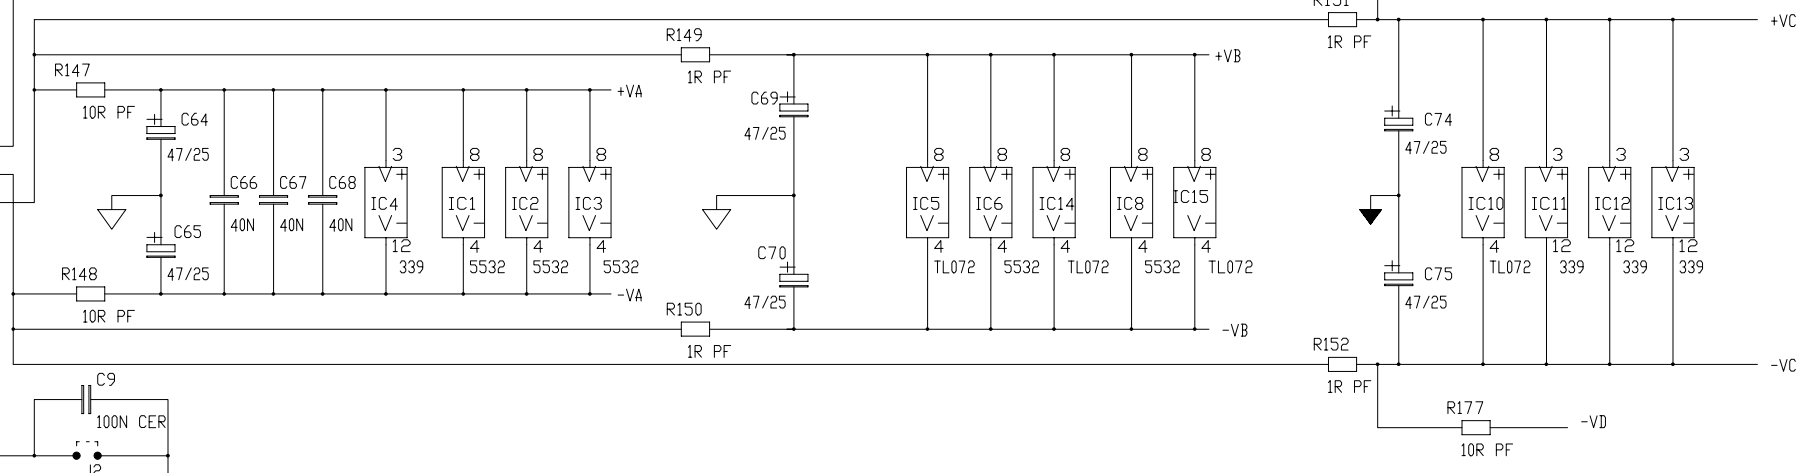 R151
+VC
1R PF
R149
+VB
1R PF
R147
+VA
10R PF
C64
47/25
C69
47/25
C74
47/25
3
8
8
8
8
8
8
8
8
8
3
3
3
+
+
+
+
+
+
+
+
+
+
+
+
+
C66
C67
C68
IC4
IC1
IC2
IC3
IC5
IC6
IC14
IC8
IC15
IC10
IC11
IC12
IC13
40N
40N
40N
C65
47/25
C70
47/25
C75
47/25
12
4
4
4
4
4
4
4
4
4
12
12
12
339
5532
5532
5532
TL072
5532
TL072
5532
TL072
TL072
339
339
339
R148
-VA
10R PF
R150
-VB
1R PF
R152
-VC
1R PF
C9
100N CER
R177
-VD
10R PF
J2